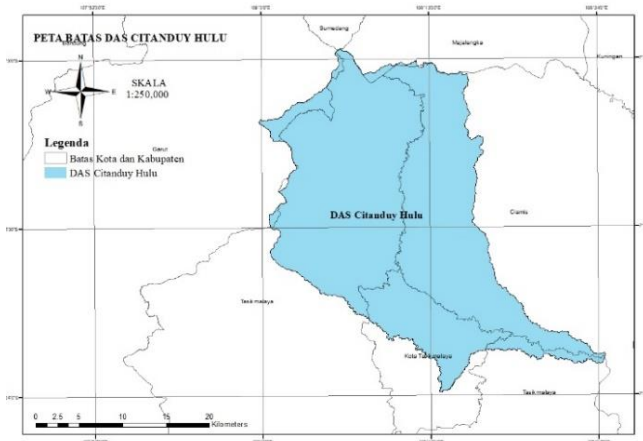 Sumedang
Majalengka
PETA BATAS DAS CITANDUY HULU
Bandung
Kuningan
N
SKALA
1:250,000
W E
S
Legenda
Garut
Batas Kota dan Kabupaten
DAS Citanduy Hulu
DAS Citanduy Hulu
Ciamis
Tasikmalaya
Kota Tasikmalaya
Tasikmalaya
0 2.5 5 10 15 20
Kilometers